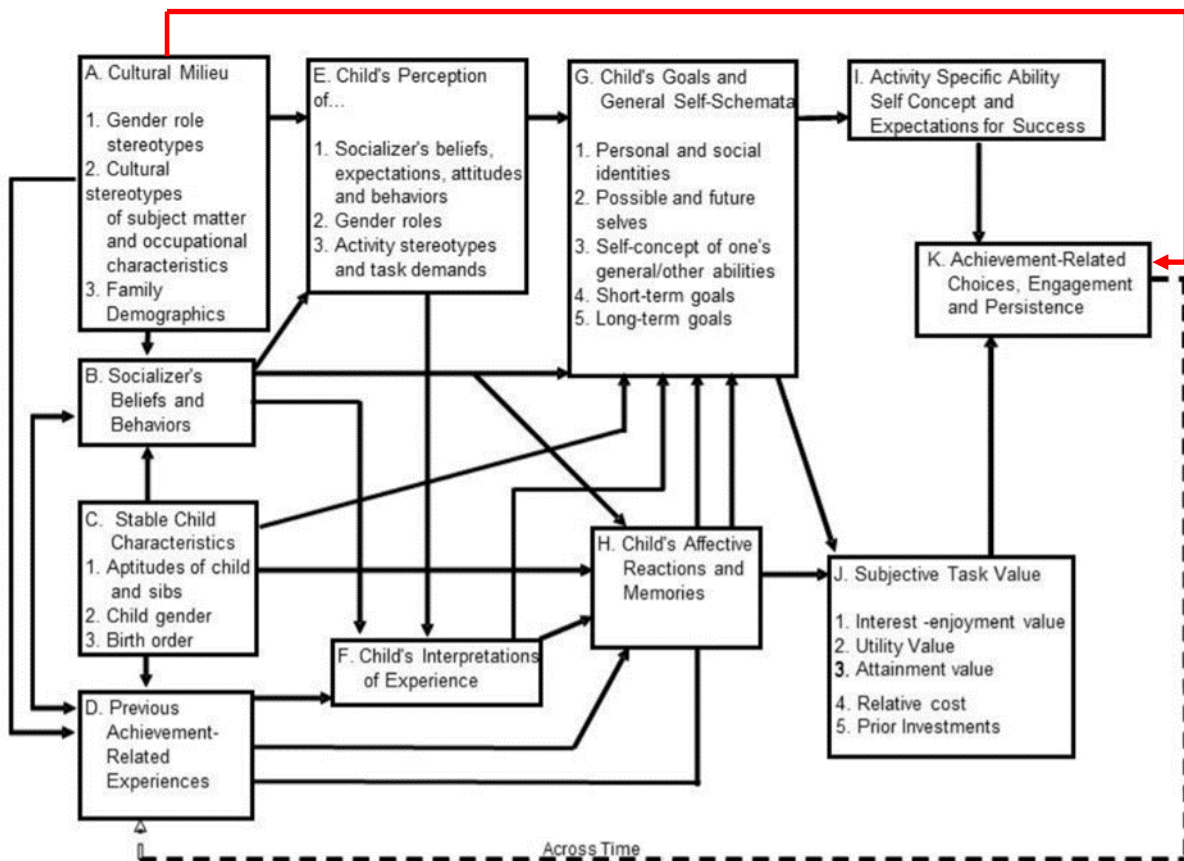 A. Cultural Milieu
1. Gender role
stereotypes
2. Cultural
stereotypes
of subject matter
and occupational
characteristics
3. Family
Demographics
E. Child's Perception
of...
1. Socializer's beliefs,
expectations, attitudes
and behaviors
2. Gender roles
3. Activity stereotypes
and task demands
G. Child's Goals and
General Self-Schemata
1. Personal and social
identities
2. Possible and future
selves
3. Self-concept of one's
general/other abilities
4. Short-term goals
5. Long-term goals
I. Activity Specific Ability
Self Concept and
Expectations for Success
K. Achievement-Related
Choices, Engagement
and Persistence
B. Socializer's
Beliefs and
Behaviors
C. Stable Child
Characteristics
1. Aptitudes of child
and sibs
2. Child gender
3. Birth order
H. Child's Affective
Reactions and
Memories
J. Subjective Task Value
1. Interest -enjoyment value
2. Utility Value
3. Attainment value
4. Relative cost
5. Prior Investments
F. Child's Interpretations
of Experience
D. Previous
Achievement-
Related
Experiences
Across Time